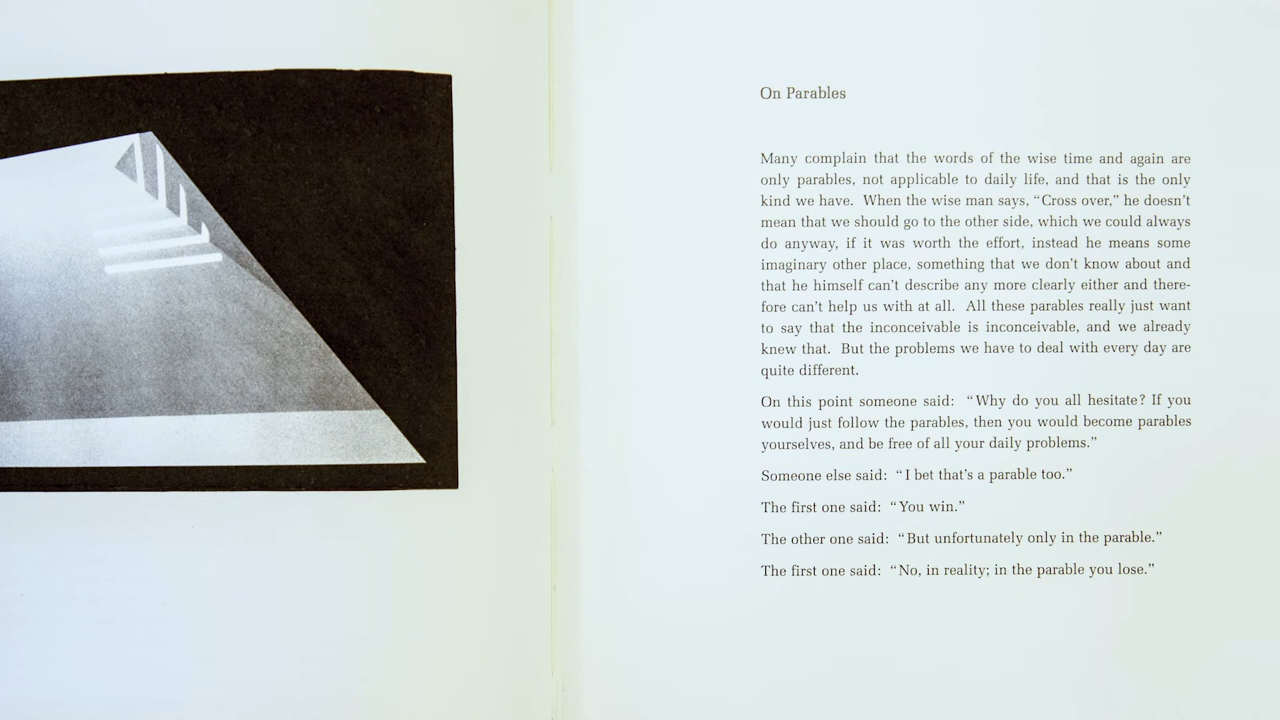 On Parables
Many complain that the words of the wise time and again are
only parables, not applicable to daily life, and that is the only
kind we have. When the wise man says, “Cross over,” he doesn’t
mean that we should go to the other side, which we could always
do anyway, if it was worth the effort, instead he means some
imaginary other place, something that we don’t know about and
that he himself can’t describe any more clearly either and there-
fore can’t help us with at all. All these parables really just want
to say that the inconceivable is inconceivable, and we already
knew that. But the problems we have to deal with every day are
quite different.
On this point someone said: “Why do you all hesitate? If you
would just follow the parables, then you would become parables
yourselves, and be free of all your daily problems.”
Someone else said: “I bet that’s a parable too.”
The first one said: “You win.”
The other one said: “But unfortunately only in the parable.”
The first one said: “No, in reality; in the parable you lose.”